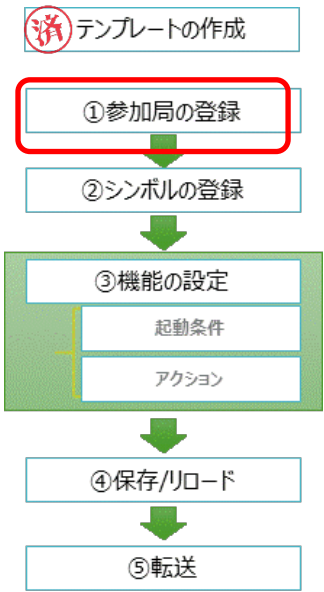 済 テンプレートの作成
①参加局の登録
②シンボルの登録
③機能の設定
起動条件
アクション
④保存/リロード
⑤転送